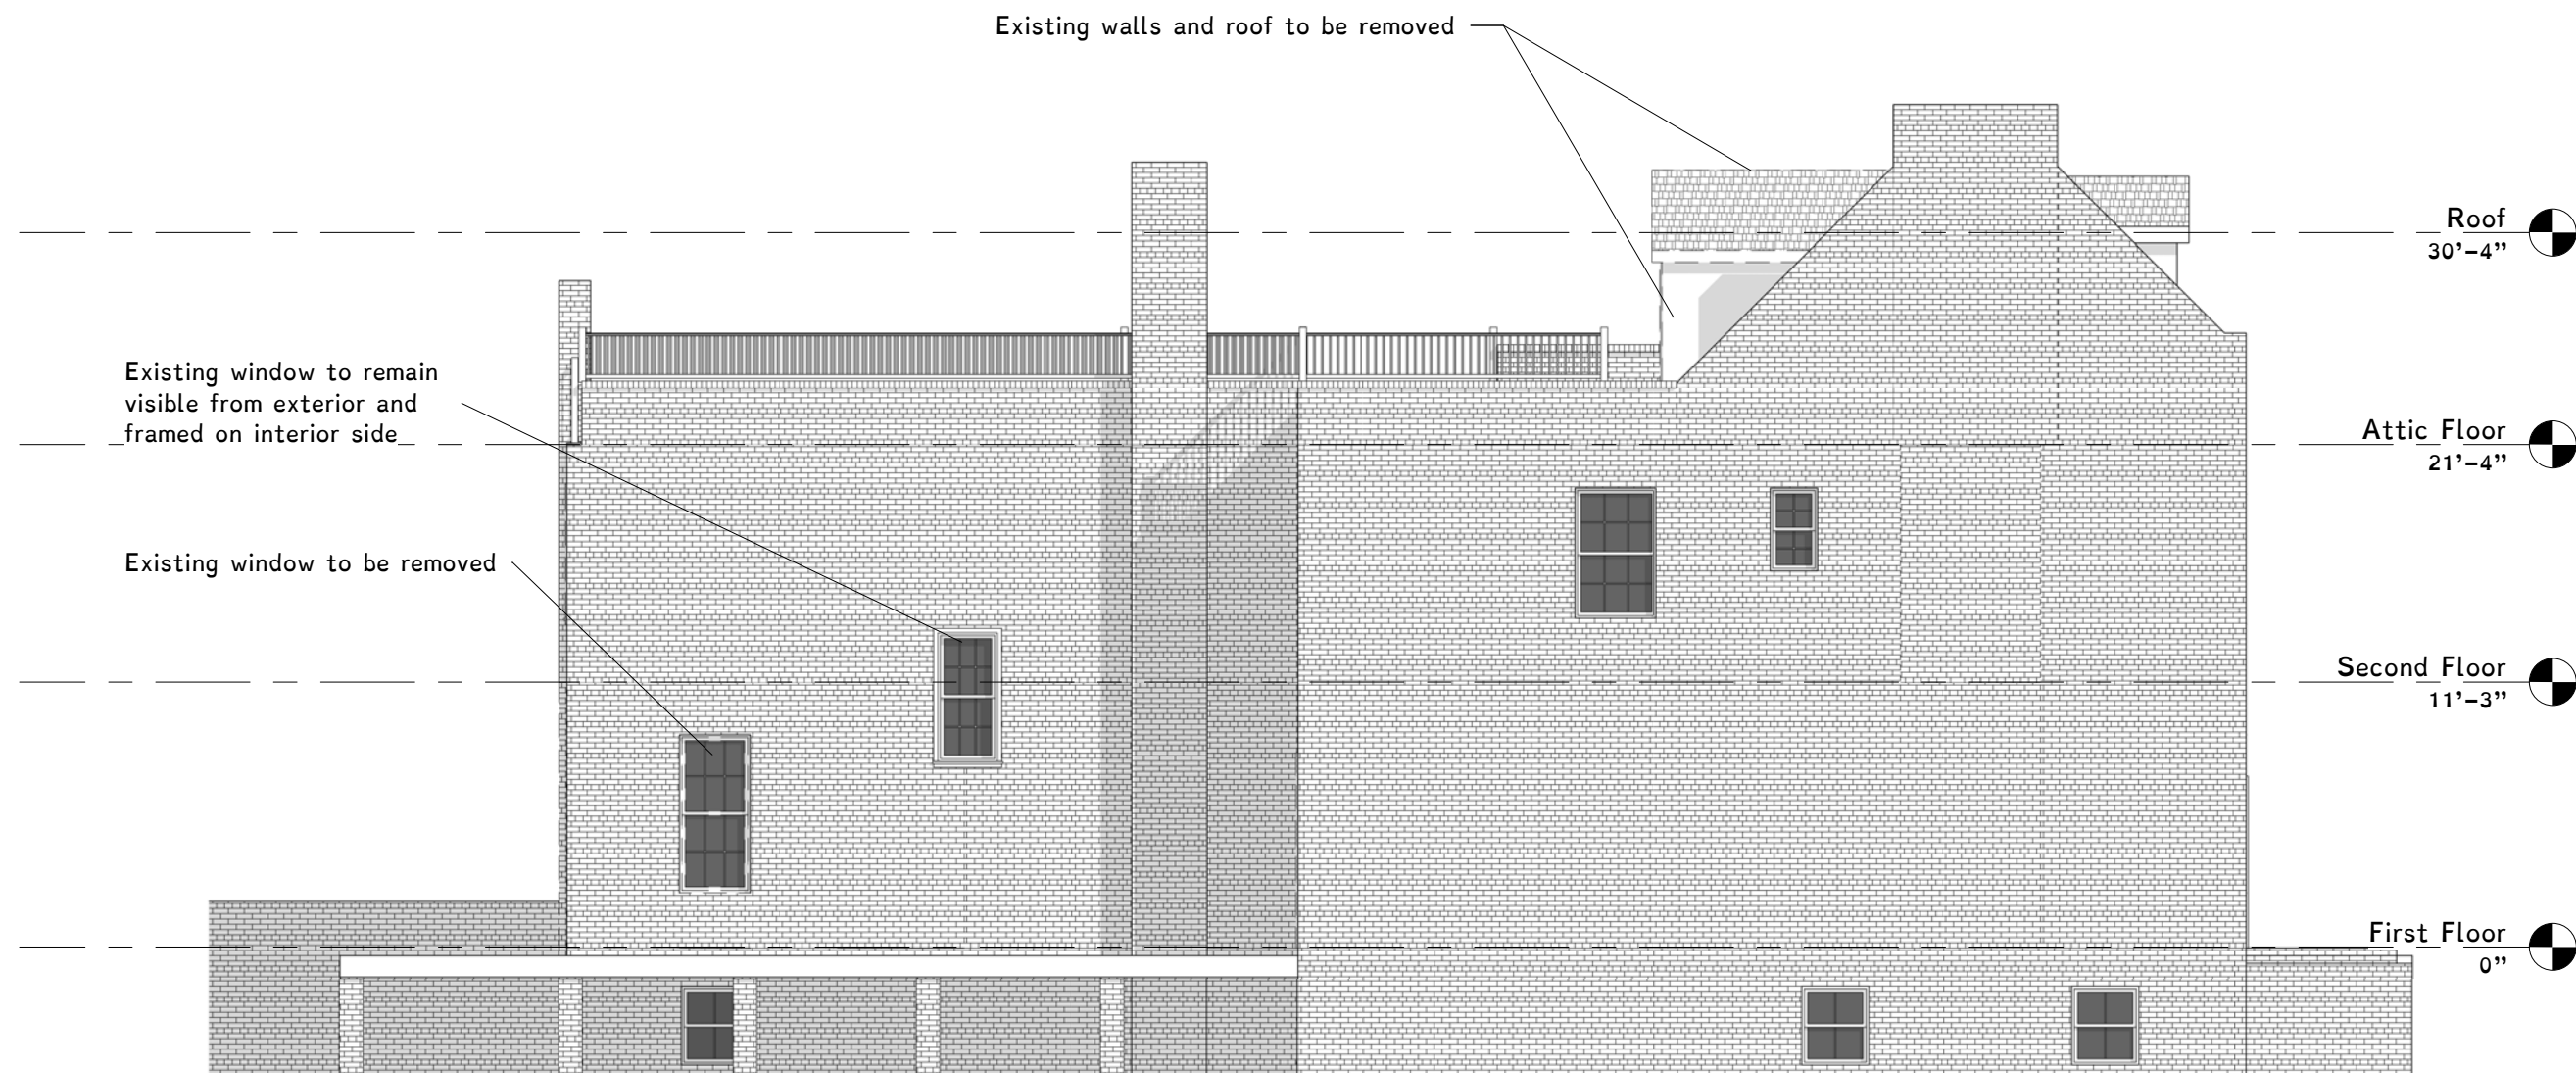 Existing walls and roof to be removed
Roof
30'–4"
Existing window to remain
visible from exterior and
framed on interior side
Attic Floor
21'–4"
Existing window to be removed
Second Floor
11'–3"
First Floor
0"